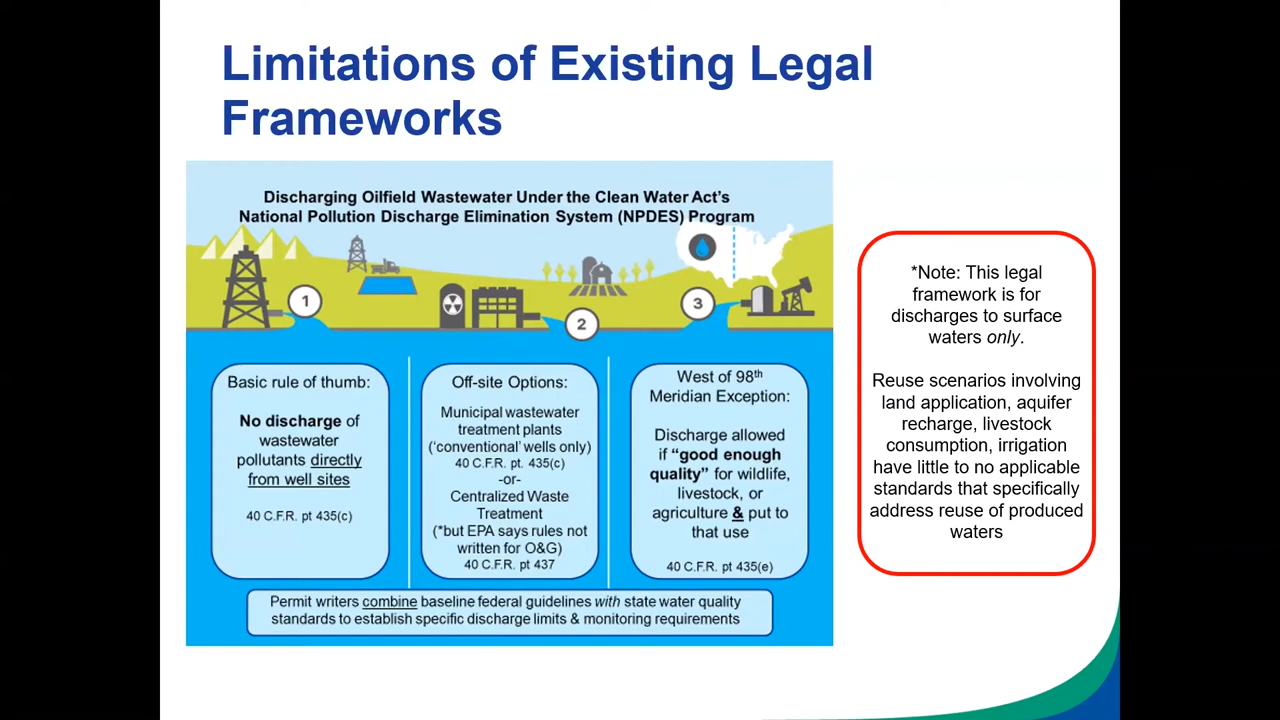 Limitations of Existing Legal
Frameworks
Discharging Oilfield Wastewater Under the Clean Water Act's
National Pollution Discharge Elimination System (NPDES) Program
1
2
3
Basic rule of thumb:
No discharge of
wastewater
pollutants directly
from well sites
40 C.F.R. pt 435(c)
Off-site Options:
Municipal wastewater
treatment plants
('conventional' wells only)
40 C.F.R. pt. 435(c)
-or-
Centralized Waste
Treatment
(*but EPA says rules not
written for O&G)
40 C.F.R. pt 437
West of 98th
Meridian Exception:
Discharge allowed
if "good enough
quality" for wildlife,
livestock, or
agriculture & put to
that use
40 C.F.R. pt 435(e)
Permit writers combine baseline federal guidelines with state water quality
standards to establish specific discharge limits & monitoring requirements
*Note: This legal
framework is for
discharges to surface
waters only.
Reuse scenarios involving
land application, aquifer
recharge, livestock
consumption, irrigation
have little to no applicable
standards that specifically
address reuse of produced
waters